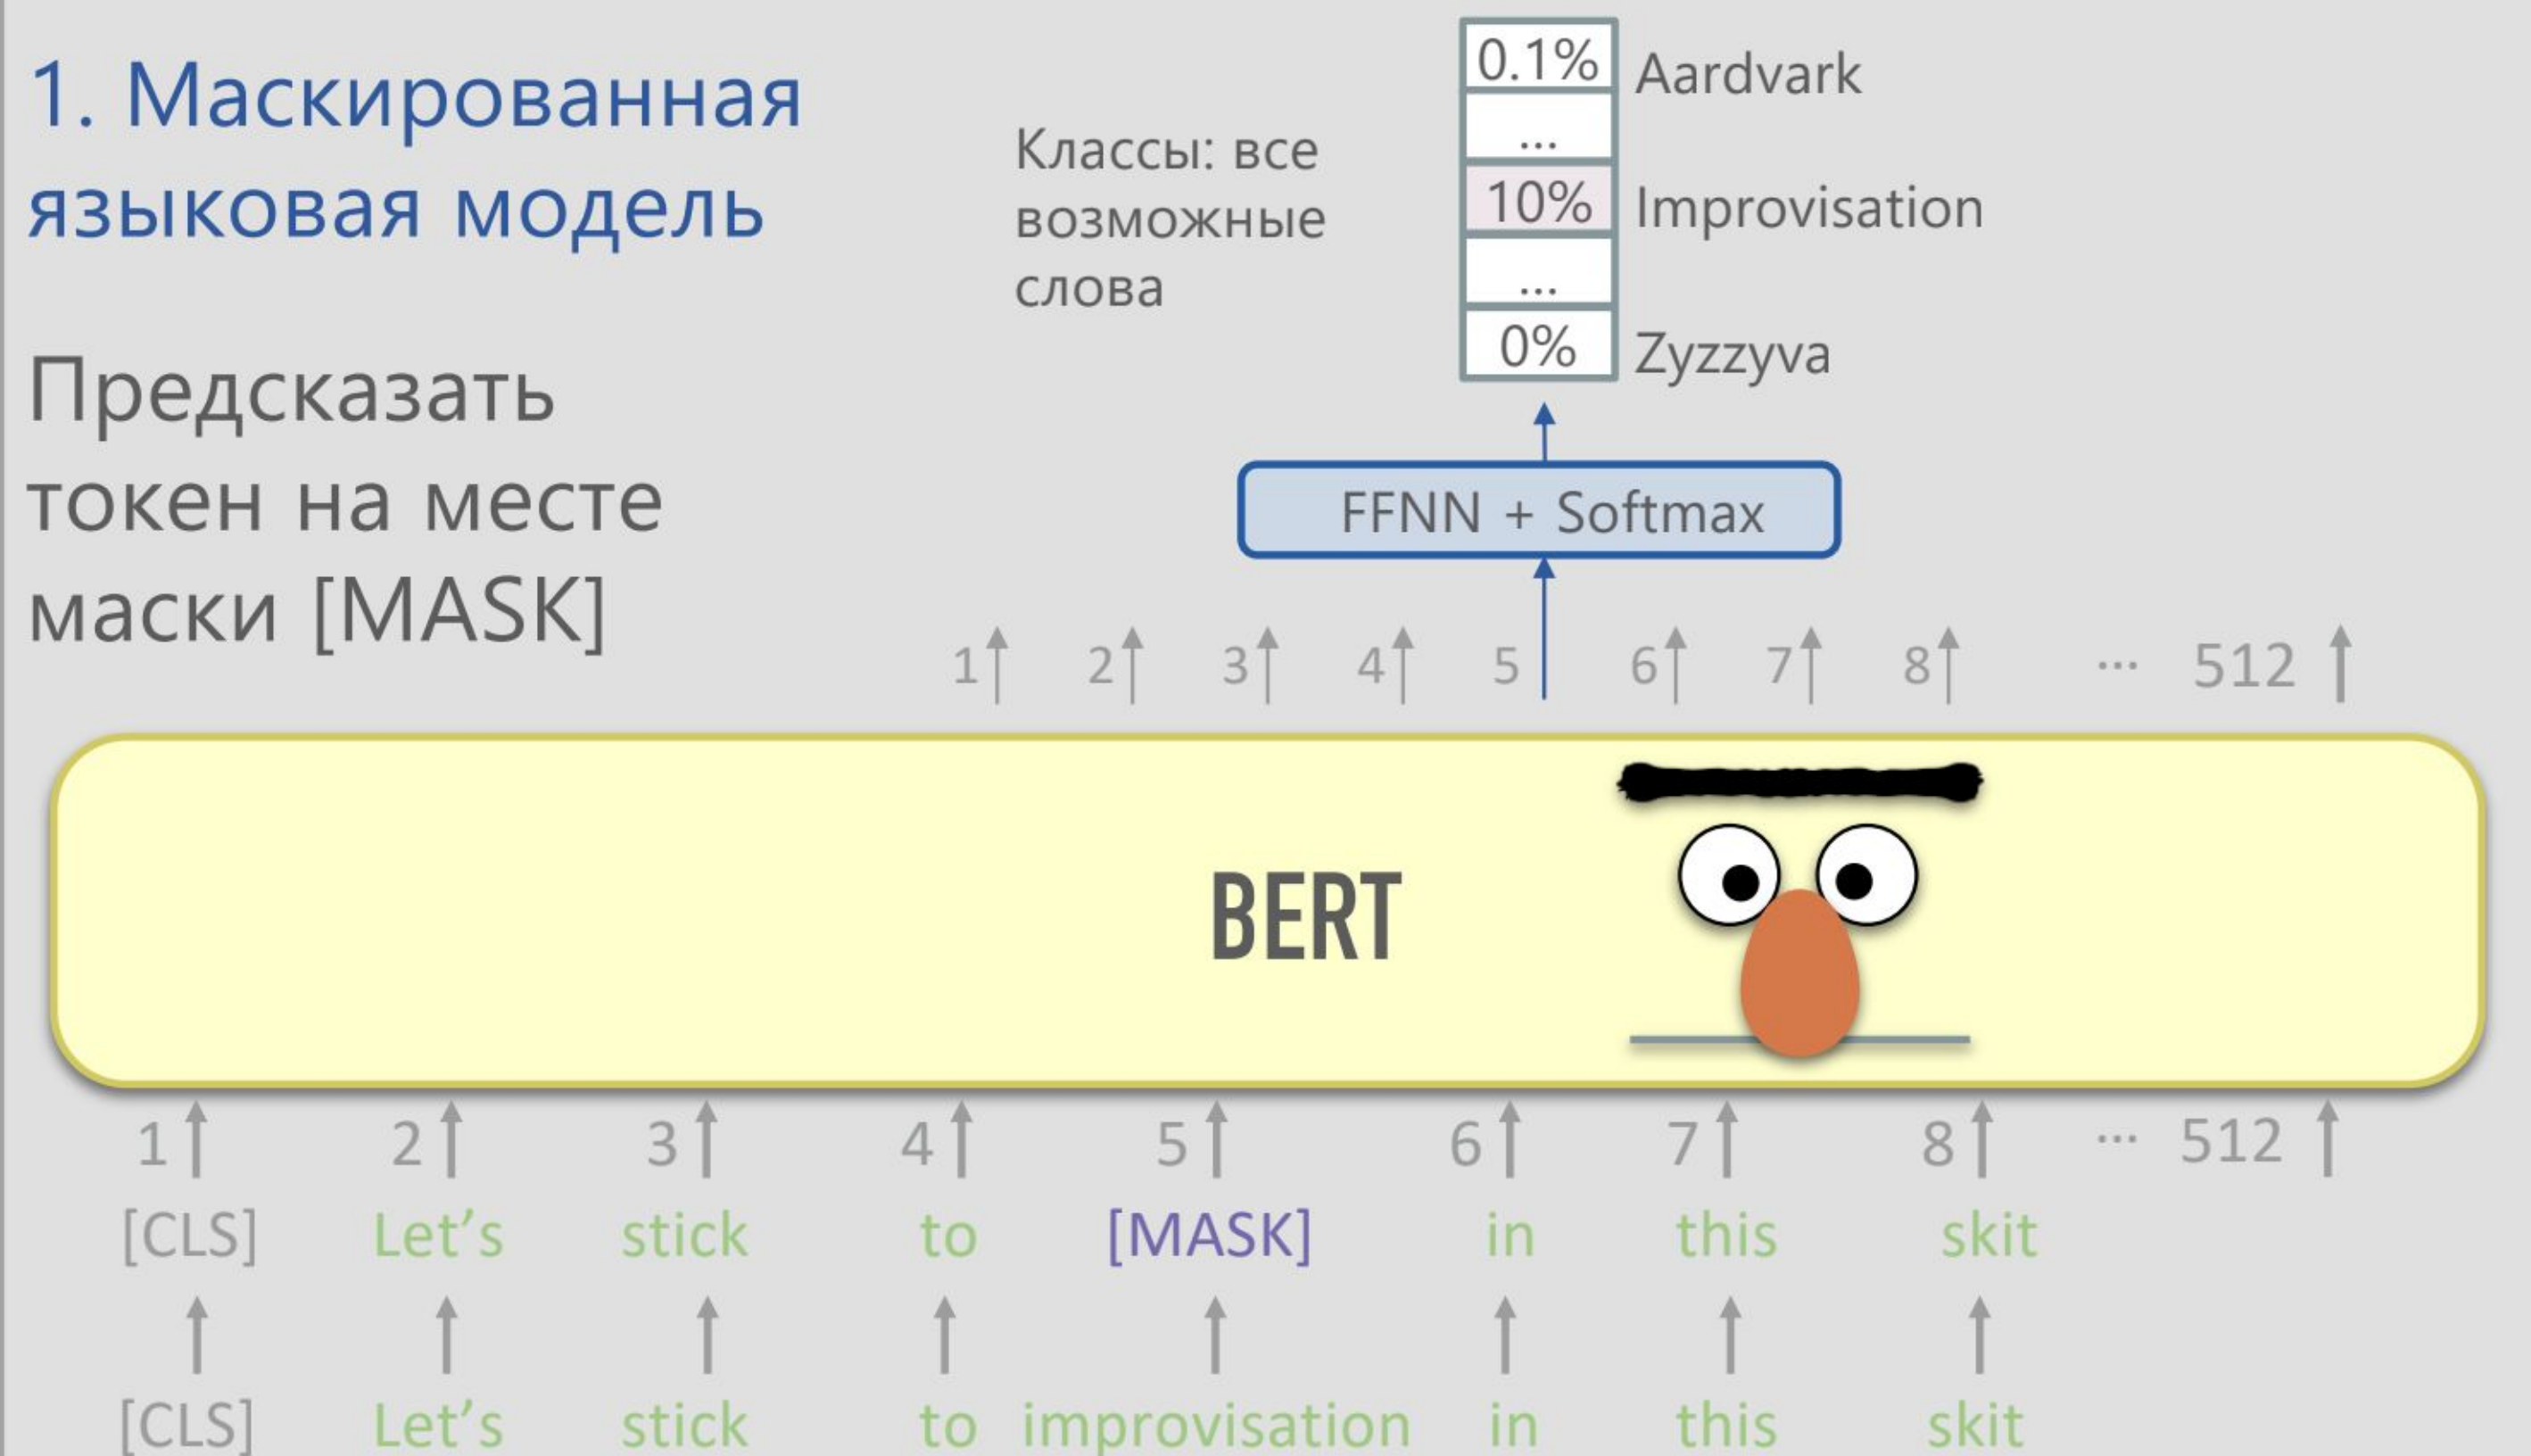 1. Маскированная
языковая модель
Предсказать
токен на месте
маски [MASK]
Классы: все
возможные
слова
0.1% Aardvark
...
10% Improvisation
...
0% Zyzzyva
FFNN + Softmax
1 2 3 4 5 6 7 8 ... 512
BERT
1 2 3 4 5 6 7 8 ... 512
[CLS] Let’s stick to [MASK] in this skit
[CLS] Let’s stick to improvisation in this skit